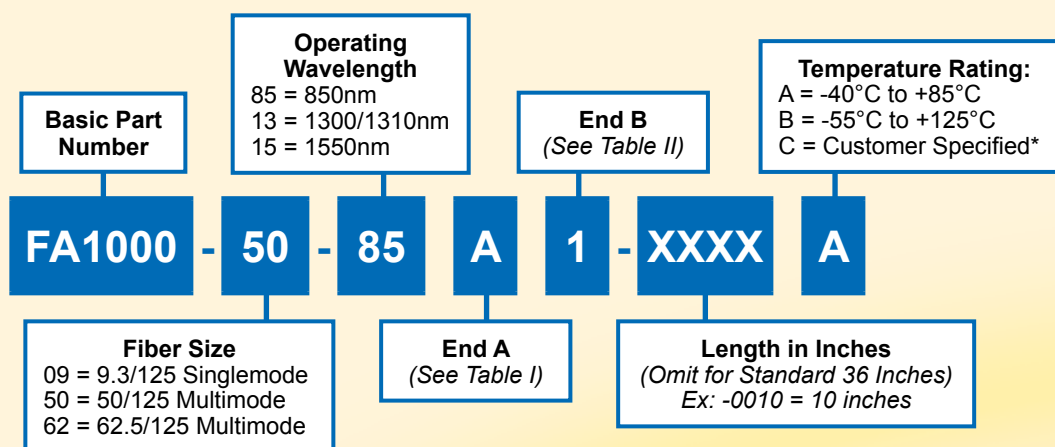 Basic Part
Number
Operating
Wavelength
85 = 850nm
13 = 1300/1310nm
15 = 1550nm
End B
(See Table II)
Temperature Rating:
A = -40°C to +85°C
B = -55°C to +125°C
C = Customer Specified*
FA1000 - 50 - 85 A 1 - XXXX A
Fiber Size
09 = 9.3/125 Singlemode
50 = 50/125 Multimode
62 = 62.5/125 Multimode
End A
(See Table I)
Length in Inches
(Omit for Standard 36 Inches)
Ex: -0010 = 10 inches